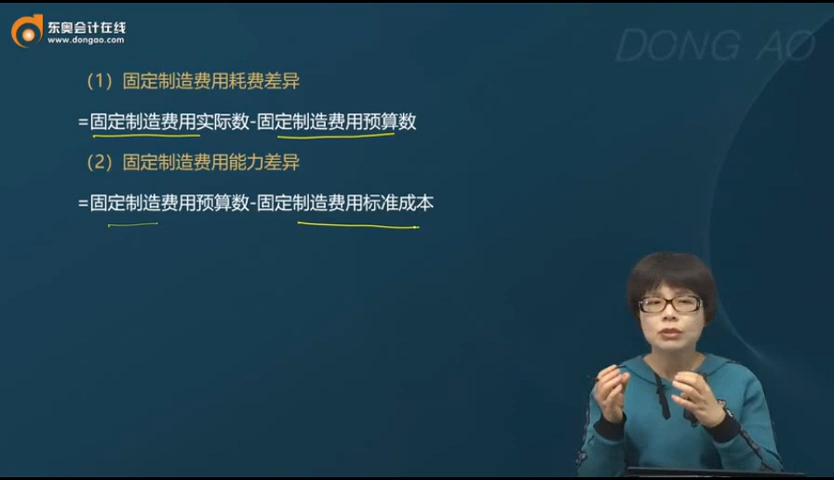 东奥会计在线
www.dongao.com
DONG AO
（1）固定制造费用耗费差异
=固定制造费用实际数-固定制造费用预算数
（2）固定制造费用能力差异
=固定制造费用预算数-固定制造费用标准成本